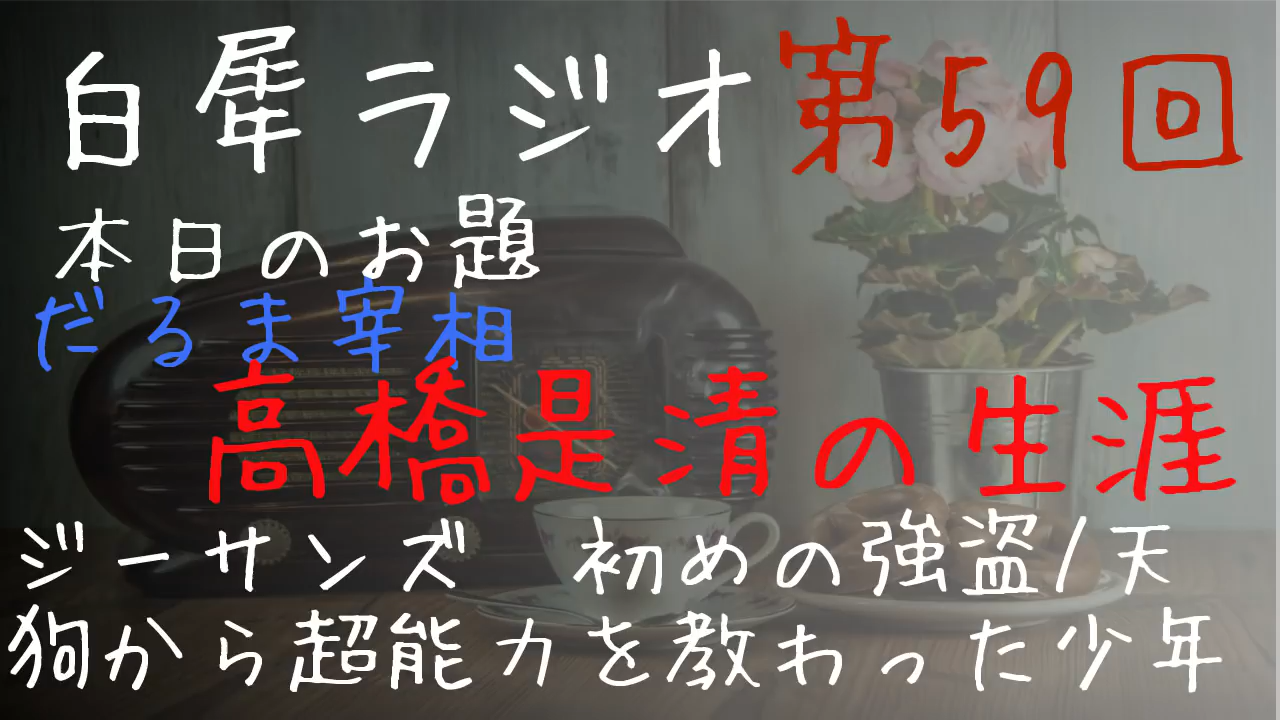 白犀ラジオ第59回
本日のお題
だるま宰相
高橋是清の生涯
ジーサンズ　初めの強盗/天
狗から超能力を教わった少年